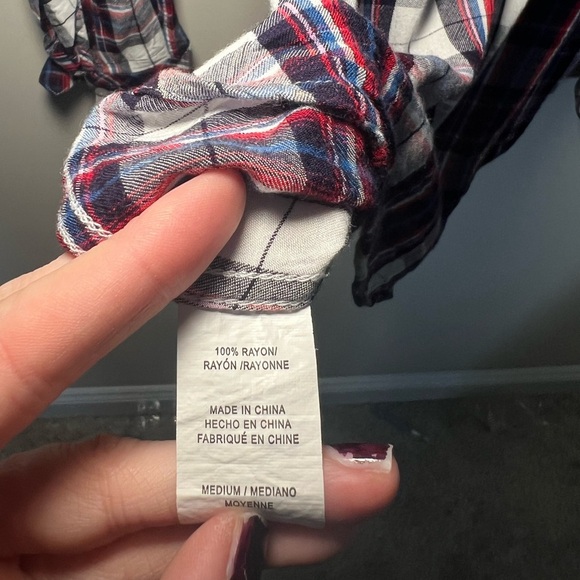 100% RAYON/
RAYÓN /RAYONNE
MADE IN CHINA
HECHO EN CHINA
FABRIQUÉ EN CHINE
MEDIUM / MEDIANO
MOYENNE